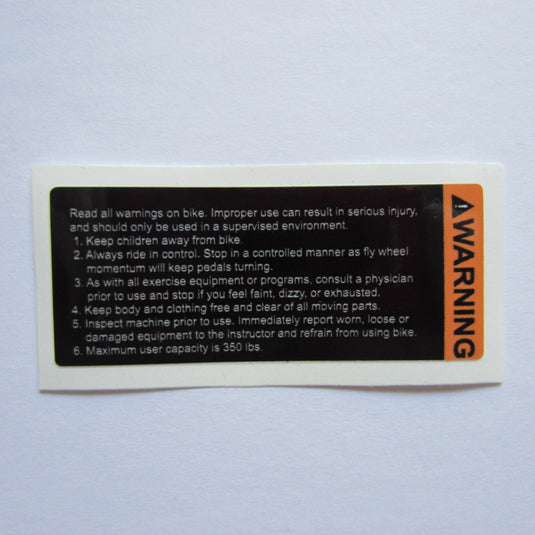 Read all warnings on bike. Improper use can result in serious injury,
and should only be used in a supervised environment.
1. Keep children away from bike.
2. Always ride in control. Stop in a controlled manner as fly wheel
momentum will keep pedals turning.
3. As with all exercise equipment or programs, consult a physician
prior to use and stop if you feel faint, dizzy, or exhausted.
4. Keep body and clothing free and clear of all moving parts.
5. Inspect machine prior to use. Immediately report worn, loose or
damaged equipment to the instructor and refrain from using bike.
6. Maximum user capacity is 350 lbs.
WARNING